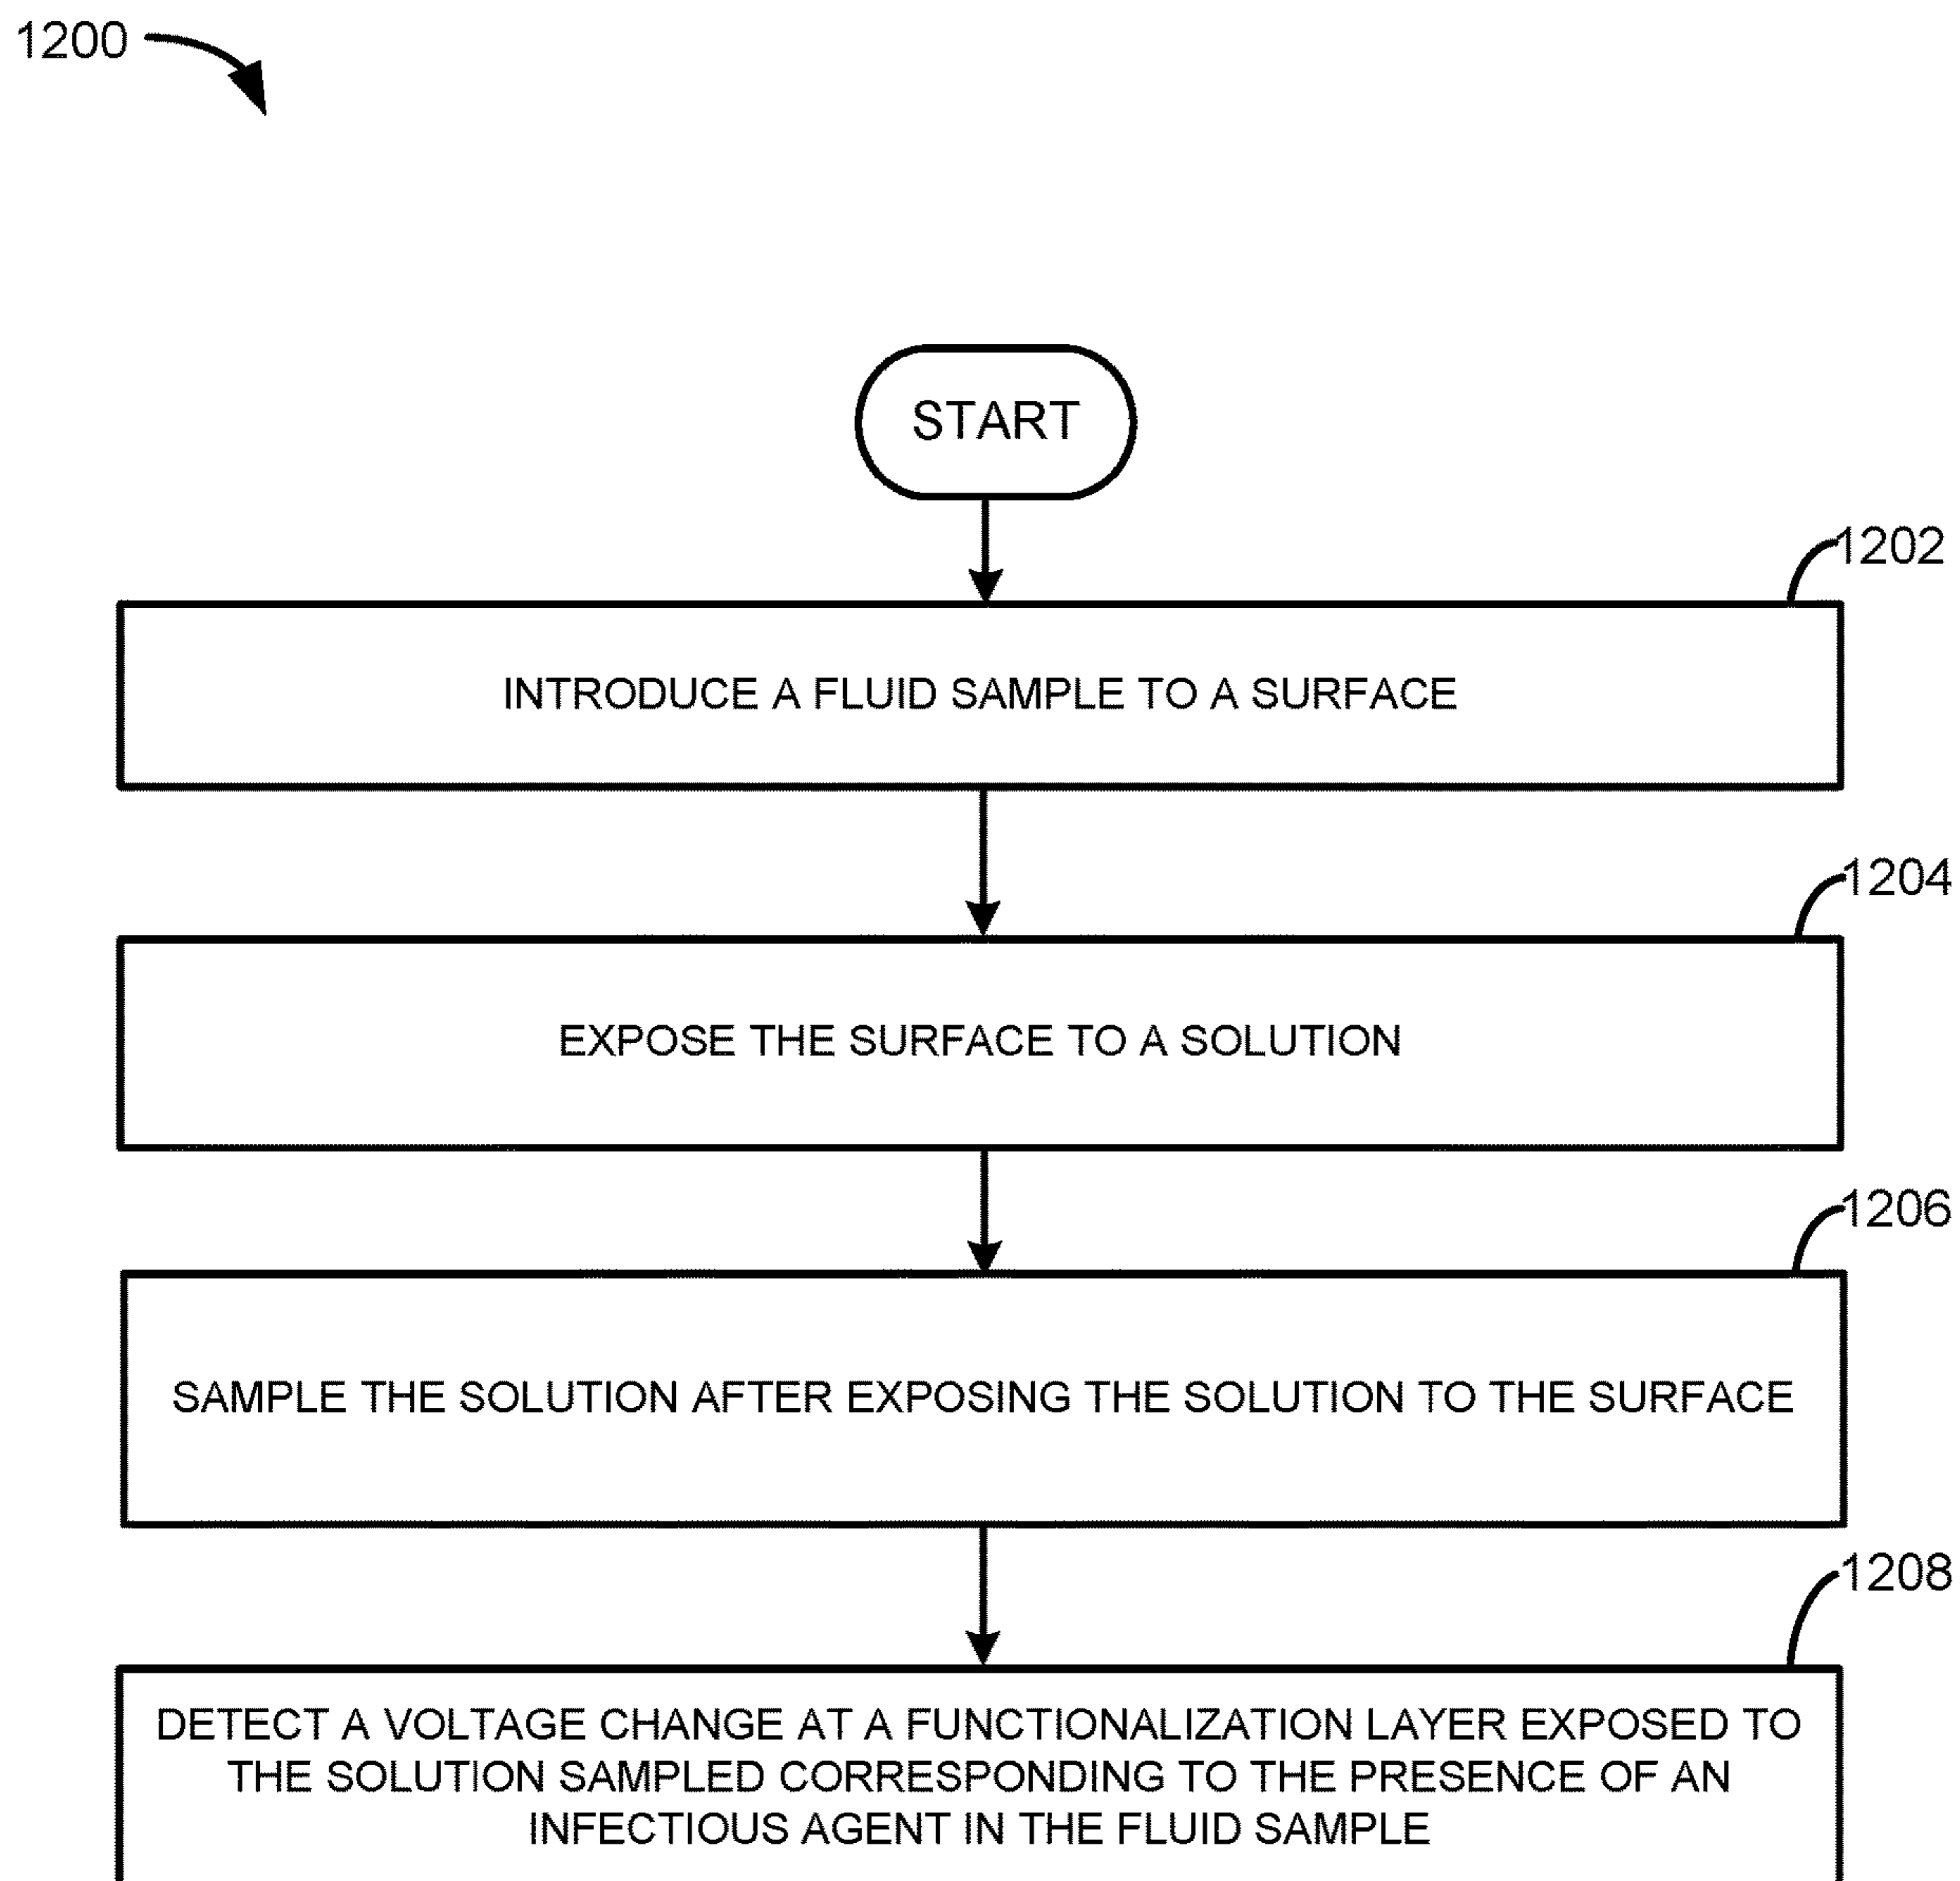 1200
START
1202
INTRODUCE A FLUID SAMPLE TO A SURFACE
1204
EXPOSE THE SURFACE TO A SOLUTION
1206
SAMPLE THE SOLUTION AFTER EXPOSING THE SOLUTION TO THE SURFACE
1208
DETECT A VOLTAGE CHANGE AT A FUNCTIONALIZATION LAYER EXPOSED TO
THE SOLUTION SAMPLED CORRESPONDING TO THE PRESENCE OF AN
INFECTIOUS AGENT IN THE FLUID SAMPLE